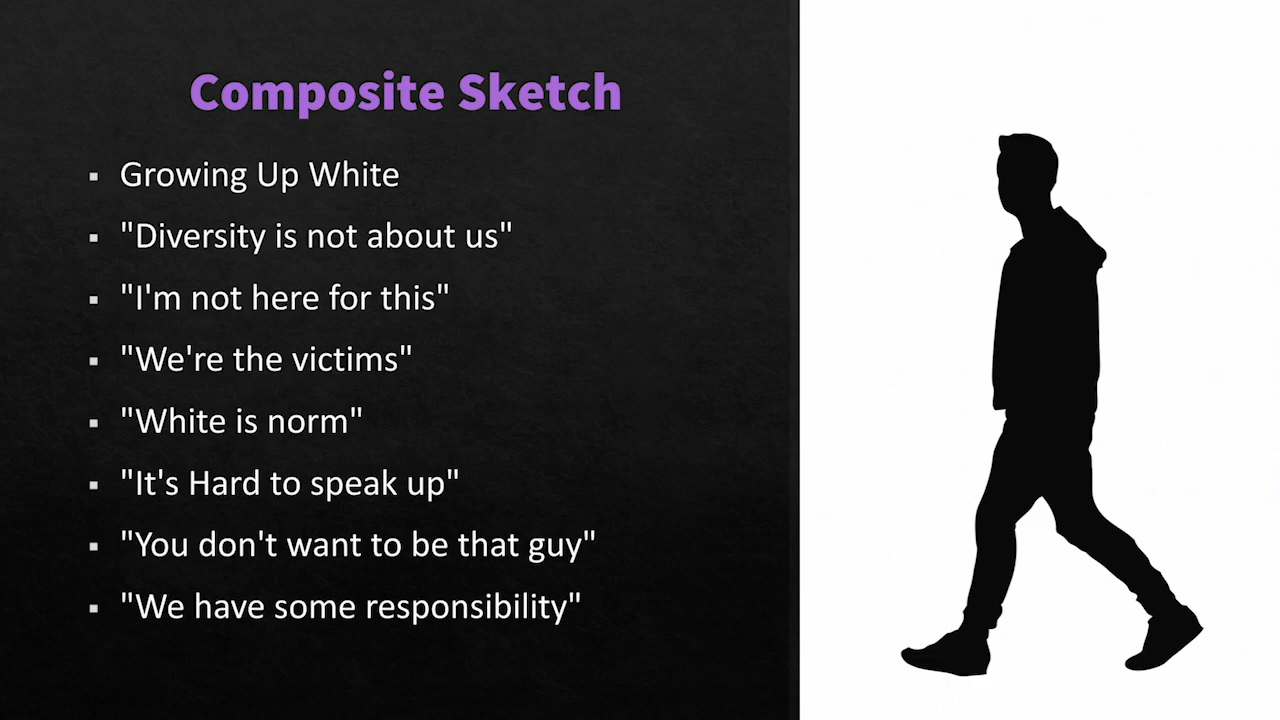 Composite Sketch
▪ Growing Up White
▪ "Diversity is not about us"
▪ "I'm not here for this"
▪ "We're the victims"
▪ "White is norm"
▪ "It's Hard to speak up"
▪ "You don't want to be that guy"
▪ "We have some responsibility"